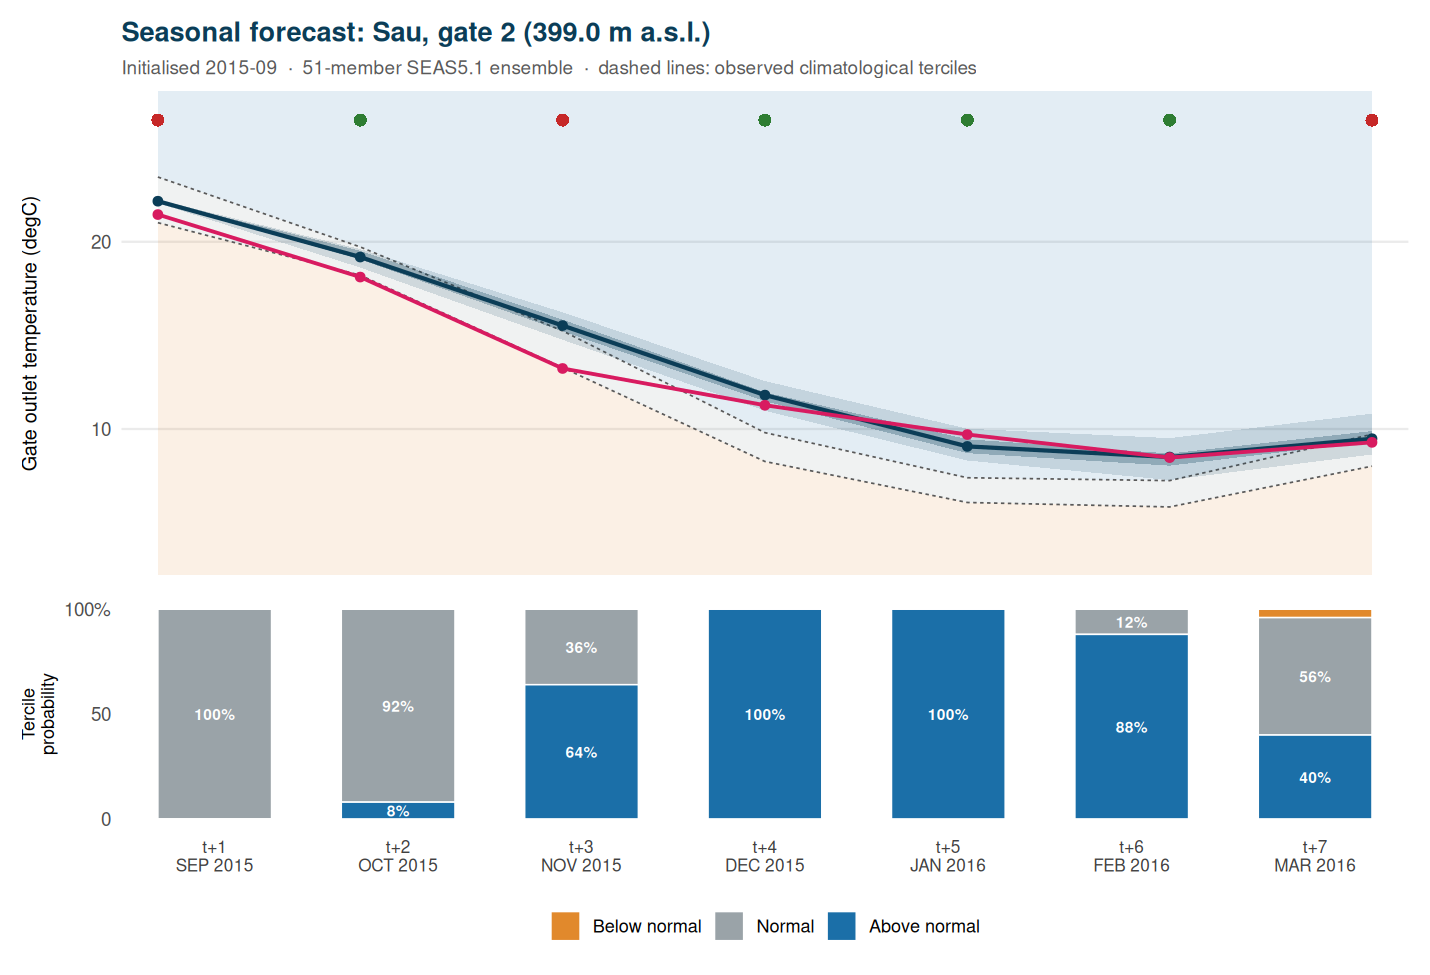 Seasonal forecast: Sau, gate 2 (399.0 m a.s.l.)
Initialised 2015-09 · 51-member SEAS5.1 ensemble · dashed lines: observed climatological terciles
Gate outlet temperature (degC)
20
10
Tercile
probability
100%
50
0
100%
92%
8%
36%
64%
100%
100%
12%
88%
56%
40%
t+1
SEP 2015
t+2
OCT 2015
t+3
NOV 2015
t+4
DEC 2015
t+5
JAN 2016
t+6
FEB 2016
t+7
MAR 2016
Below normal
Normal
Above normal